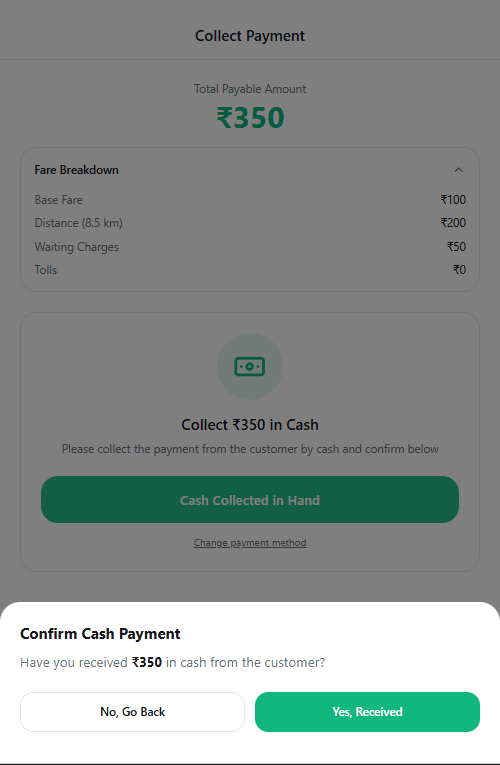 Collect Payment
Total Payable Amount
₹350
Fare Breakdown
Base Fare ₹100
Distance (8.5 km) ₹200
Waiting Charges ₹50
Tolls ₹0
Collect ₹350 in Cash
Please collect the payment from the customer by cash and confirm below
Cash Collected in Hand
Change payment method
Confirm Cash Payment
Have you received ₹350 in cash from the customer?
No, Go Back Yes, Received